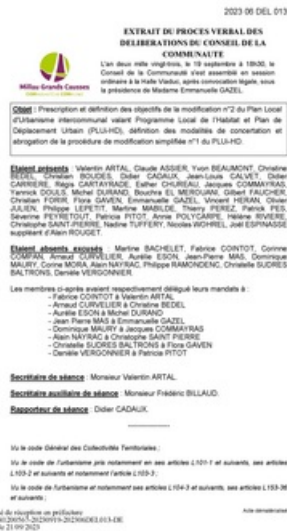 2023 06 DEL 013
EXTRAIT DU PROCES VERBAL DES
DELIBERATIONS DU CONSEIL DE LA
COMMUNAUTE
L'an deux mille vingt-trois, le 19 septembre à 18h30, le
Conseil de la Communauté s'est assemblé en session
ordinaire à la Halle Viaduc, après convocation légale, sous
la présidence de Madame Emmanuelle GAZEL.
Millau Grands Causses
Objet : Prescription et définition des objectifs de la modification n°2 du Plan Local
d'Urbanisme intercommunal valant Programme Local de l'Habitat et Plan de
Déplacement Urbain (PLUi-HD), définition des modalités de concertation et
abrogation de la procédure de modification simplifiée n°1 du PLUi-HD.
Etaient présents : Valentin ARTAL, Claude ASSIER, Yvon BEAUMONT, Christine
BEDEL, Christian BOUDES, Didier CADAUX, Jean-Louis CALVET, Didier
CARRIERE, Régis CARTAYRADE, Esther CHUREAU, Jacques COMMAYRAS,
Yannick DOULS, Michel DURAND, Bouchra EL MEROUANI, Gilbert FAUCHER,
Christian FORIR, Flora GAVEN, Emmanuelle GAZEL, Vincent HERAN, Olivier
JULIEN, Philippe LEPETIT, Martine MABILDE, Thierry PEREZ, Patrick PES,
Séverine PEYRETOUT, Patricia PITOT, Anne POLYCARPE, Hélène RIVIERE,
Christophe SAINT-PIERRE, Nadine TUFFERY, Nicolas WOHREL, Joël ESPINASSE
suppléant d'Alain ROUGET.
Etaient absents excusés : Martine BACHELET, Fabrice COINTOT, Corinne
COMPAN, Arnaud CURVELIER, Aurélie ESON, Jean-Pierre MAS, Dominique
MAURY, Corine MORA, Alain NAYRAC, Philippe RAMONDENC, Christelle SUDRES
BALTRONS, Danièle VERGONNIER.
Les membres ci-après avaient respectivement délégué leurs mandats à :
- Fabrice COINTOT à Valentin ARTAL
- Arnaud CURVELIER à Christine BEDEL
- Aurélie ESON à Michel DURAND
- Jean Pierre MAS à Emmanuelle GAZEL
- Dominique MAURY à Jacques COMMAYRAS
- Alain NAYRAC à Christophe SAINT PIERRE
- Christelle SUDRES BALTRONS à Flora GAVEN
- Danièle VERGONNIER à Patricia PITOT
Secrétaire de séance : Monsieur Valentin ARTAL.
Secrétaire auxiliaire de séance : Monsieur Frédéric BILLAUD.
Rapporteur de séance : Didier CADAUX.
Vu le code Général des Collectivités Territoriales ;
Vu le code de l'urbanisme pris notamment en ses articles L101-1 et suivants, ses articles
L103-2 et suivants et notamment l'article L103-3 ;
Vu le code de l'urbanisme et notamment ses articles L104-3 et suivants, ses articles L153-36
et suivants ;
é de réception en préfecture
Acte dématérialisé
le 21/09/2023